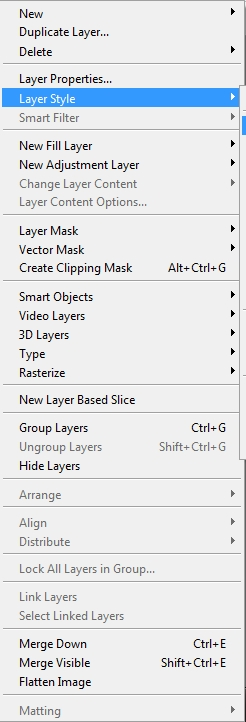 New
Duplicate Layer...
Delete
Layer Properties...
Layer Style
Smart Filter
New Fill Layer
New Adjustment Layer
Change Layer Content
Layer Content Options...
Layer Mask
Vector Mask
Create Clipping Mask Alt+Ctrl+G
Smart Objects
Video Layers
3D Layers
Type
Rasterize
New Layer Based Slice
Group Layers Ctrl+G
Ungroup Layers Shift+Ctrl+G
Hide Layers
Arrange
Align
Distribute
Lock All Layers in Group...
Link Layers
Select Linked Layers
Merge Down Ctrl+E
Merge Visible Shift+Ctrl+E
Flatten Image
Matting